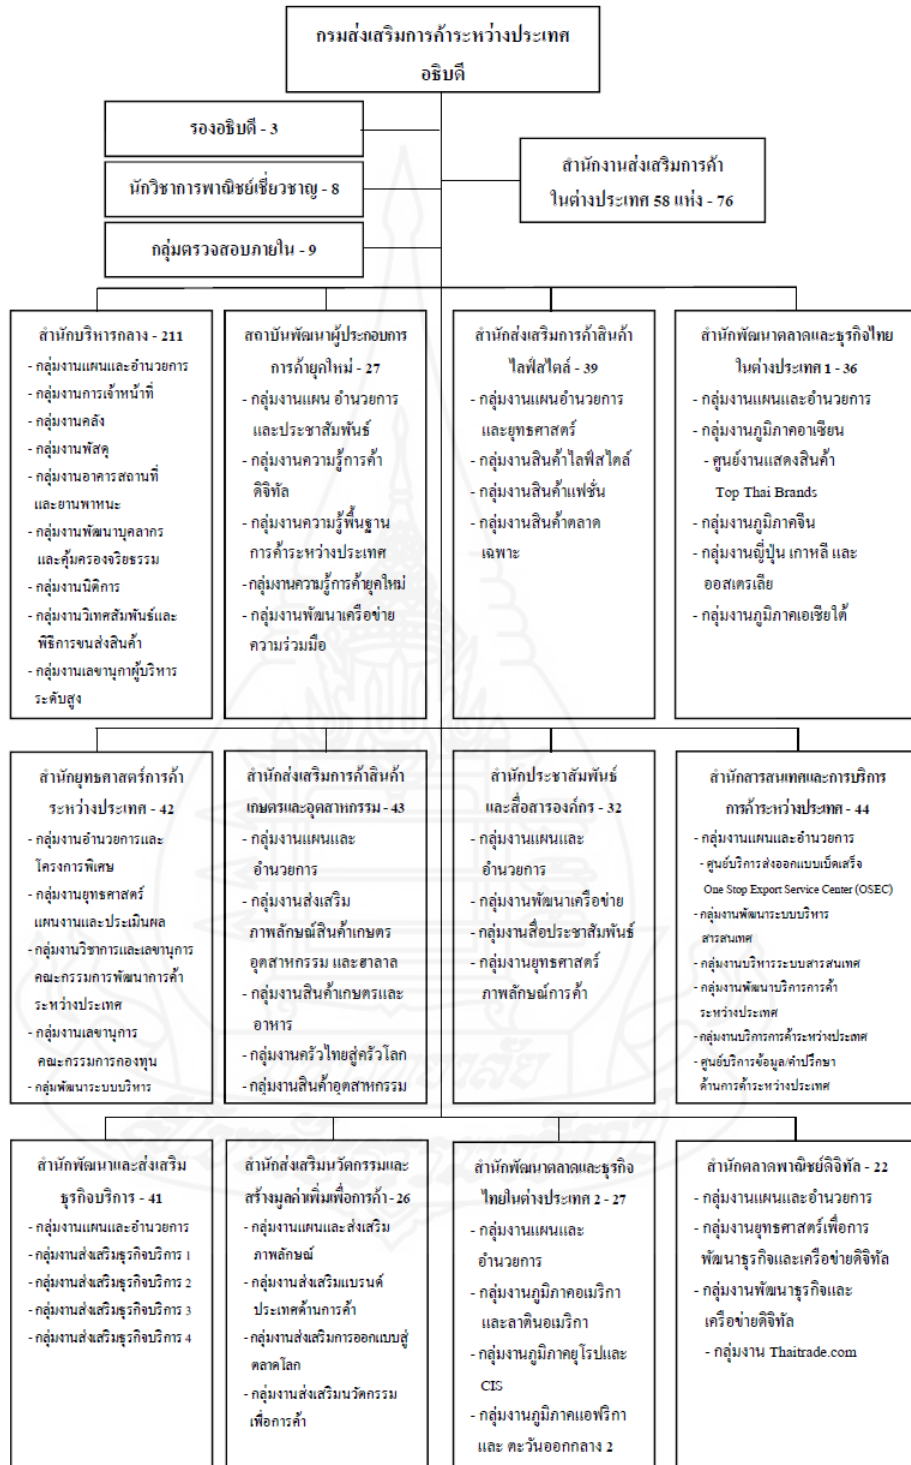 กรมส่งเสริมการค้าระหว่างประเทศ
อธิบดี
รองอธิบดี - 3
นักวิชาการพาณิชย์เชี่ยวชาญ - 8
กลุ่มตรวจสอบภายใน - 9
สำนักงานส่งเสริมการค้า
ในต่างประเทศ 58 แห่ง - 76
สำนักบริหารกลาง - 211
- กลุ่มงานแผนและอำนวยการ
- กลุ่มงานการเจ้าหน้าที่
- กลุ่มงานคลัง
- กลุ่มงานพัสดุ
- กลุ่มงานอาคารสถานที่
และยานพาหนะ
- กลุ่มงานพัฒนาบุคลากร
และคุ้มครองจริยธรรม
- กลุ่มงานนิติการ
- กลุ่มงานวิเทศสัมพันธ์และ
พิธีการขนส่งสินค้า
- กลุ่มงานเลขานุกาผู้บริหาร
ระดับสูง
สถาบันพัฒนาผู้ประกอบการ
การค้ายุคใหม่ - 27
- กลุ่มงานแผน อำนวยการ
และประชาสัมพันธ์
- กลุ่มงานความรู้การค้า
ดิจิทัล
- กลุ่มงานความรู้พื้นฐาน
การค้าระหว่างประเทศ
- กลุ่มงานความรู้การค้ายุคใหม่
- กลุ่มงานพัฒนาเครือข่าย
ความร่วมมือ
สำนักส่งเสริมการค้าสินค้า
ไลฟ์สไตล์ - 39
- กลุ่มงานแผนอำนวยการ
และยุทธศาสตร์
- กลุ่มงานสินค้าไลฟ์สไตล์
- กลุ่มงานสินค้าแฟชั่น
- กลุ่มงานสินค้าตลาด
เฉพาะ
สำนักพัฒนาตลาดและธุรกิจไทย
ในต่างประเทศ 1 - 36
- กลุ่มงานแผนและอำนวยการ
- กลุ่มงานภูมิภาคอาเซียน
- ศูนย์งานแสดงสินค้า
Top Thai Brands
- กลุ่มงานภูมิภาคจีน
- กลุ่มงานญี่ปุ่น เกาหลี และ
ออสเตรเลีย
- กลุ่มงานภูมิภาคเอเชียใต้
สำนักยุทธศาสตร์การค้า
ระหว่างประเทศ - 42
- กลุ่มงานอำนวยการและ
โครงการพิเศษ
- กลุ่มงานยุทธศาสตร์
แผนงานและประเมินผล
- กลุ่มงานวิชาการและเลขานุการ
คณะกรรมการพัฒนาการค้า
ระหว่างประเทศ
- กลุ่มงานเลขานุการ
คณะกรรมการกองทุน
- กลุ่มพัฒนาระบบบริหาร
สำนักส่งเสริมการค้าสินค้า
เกษตรและอุตสาหกรรม - 43
- กลุ่มงานแผนและ
อำนวยการ
- กลุ่มงานส่งเสริม
ภาพลักษณ์สินค้าเกษตร
อุตสาหกรรม และฮาลาล
- กลุ่มงานสินค้าเกษตรและ
อาหาร
- กลุ่มงานครัวไทยสู่ครัวโลก
- กลุ่มงานสินค้าอุตสาหกรรม
สำนักประชาสัมพันธ์
และสื่อสารองค์กร - 32
- กลุ่มงานแผนและ
อำนวยการ
- กลุ่มงานพัฒนาเครือข่าย
- กลุ่มงานสื่อประชาสัมพันธ์
- กลุ่มงานยุทธศาสตร์
ภาพลักษณ์การค้า
สำนักสารสนเทศและการบริการ
การค้าระหว่างประเทศ - 44
- กลุ่มงานแผนและอำนวยการ
- ศูนย์บริการส่งออกแบบเบ็ดเสร็จ
One Stop Export Service Center (OSEC)
- กลุ่มงานพัฒนาระบบบริหาร
สารสนเทศ
- กลุ่มงานบริหารระบบสารสนเทศ
- กลุ่มงานพัฒนาบริการการค้า
ระหว่างประเทศ
- กลุ่มงานบริการการค้าระหว่างประเทศ
- ศูนย์บริการข้อมูล/คำปรึกษา
ด้านการค้าระหว่างประเทศ
สำนักพัฒนาและส่งเสริม
ธุรกิจบริการ - 41
- กลุ่มงานแผนและอำนวยการ
- กลุ่มงานส่งเสริมธุรกิจบริการ 1
- กลุ่มงานส่งเสริมธุรกิจบริการ 2
- กลุ่มงานส่งเสริมธุรกิจบริการ 3
- กลุ่มงานส่งเสริมธุรกิจบริการ 4
สำนักส่งเสริมนวัตกรรมและ
สร้างมูลค่าเพิ่มเพื่อการค้า - 26
- กลุ่มงานแผนและส่งเสริม
ภาพลักษณ์
- กลุ่มงานส่งเสริมแบรนด์
ประเทศด้านการค้า
- กลุ่มงานส่งเสริมการออกแบบสู่
ตลาดโลก
- กลุ่มงานส่งเสริมนวัตกรรม
เพื่อการค้า
สำนักพัฒนาตลาดและธุรกิจ
ไทยในต่างประเทศ 2 - 27
- กลุ่มงานแผนและ
อำนวยการ
- กลุ่มงานภูมิภาคอเมริกา
และลาตินอเมริกา
- กลุ่มงานภูมิภาคยุโรปและ
CIS
- กลุ่มงานภูมิภาคแอฟริกา
และ ตะวันออกกลาง 2
สำนักตลาดพาณิชย์ดิจิทัล - 22
- กลุ่มงานแผนและอำนวยการ
- กลุ่มงานยุทธศาสตร์เพื่อการ
พัฒนาธุรกิจและเครือข่ายดิจิทัล
- กลุ่มงานพัฒนาธุรกิจและ
เครือข่ายดิจิทัล
- กลุ่มงาน Thaitrade.com